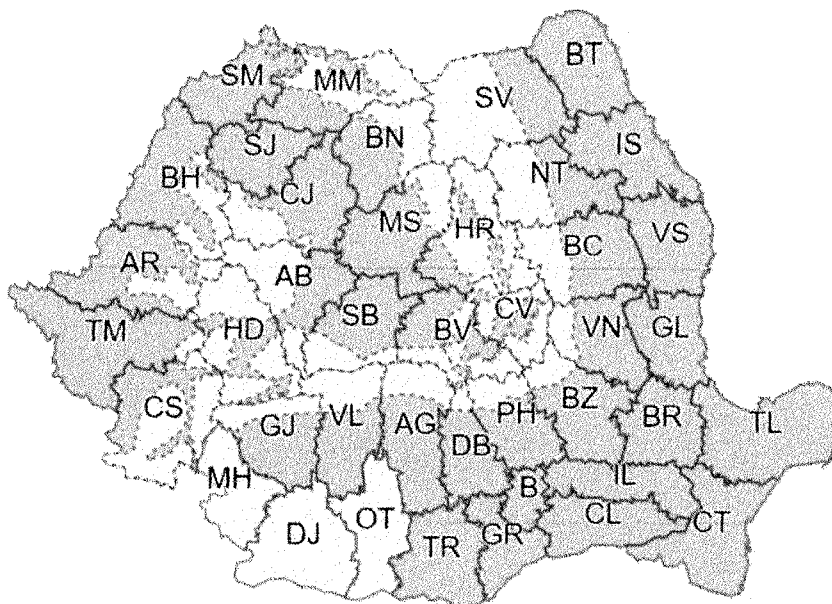 BT
SM MM SV
BN IS
SJ
BH CJ NT
MS HR VS
BC
AR AB
SB CV
TM HD BV VN GL
CS PH BZ BR TL
GJ VL AG DB
MH B IL
DJ OT TR GR CL CT